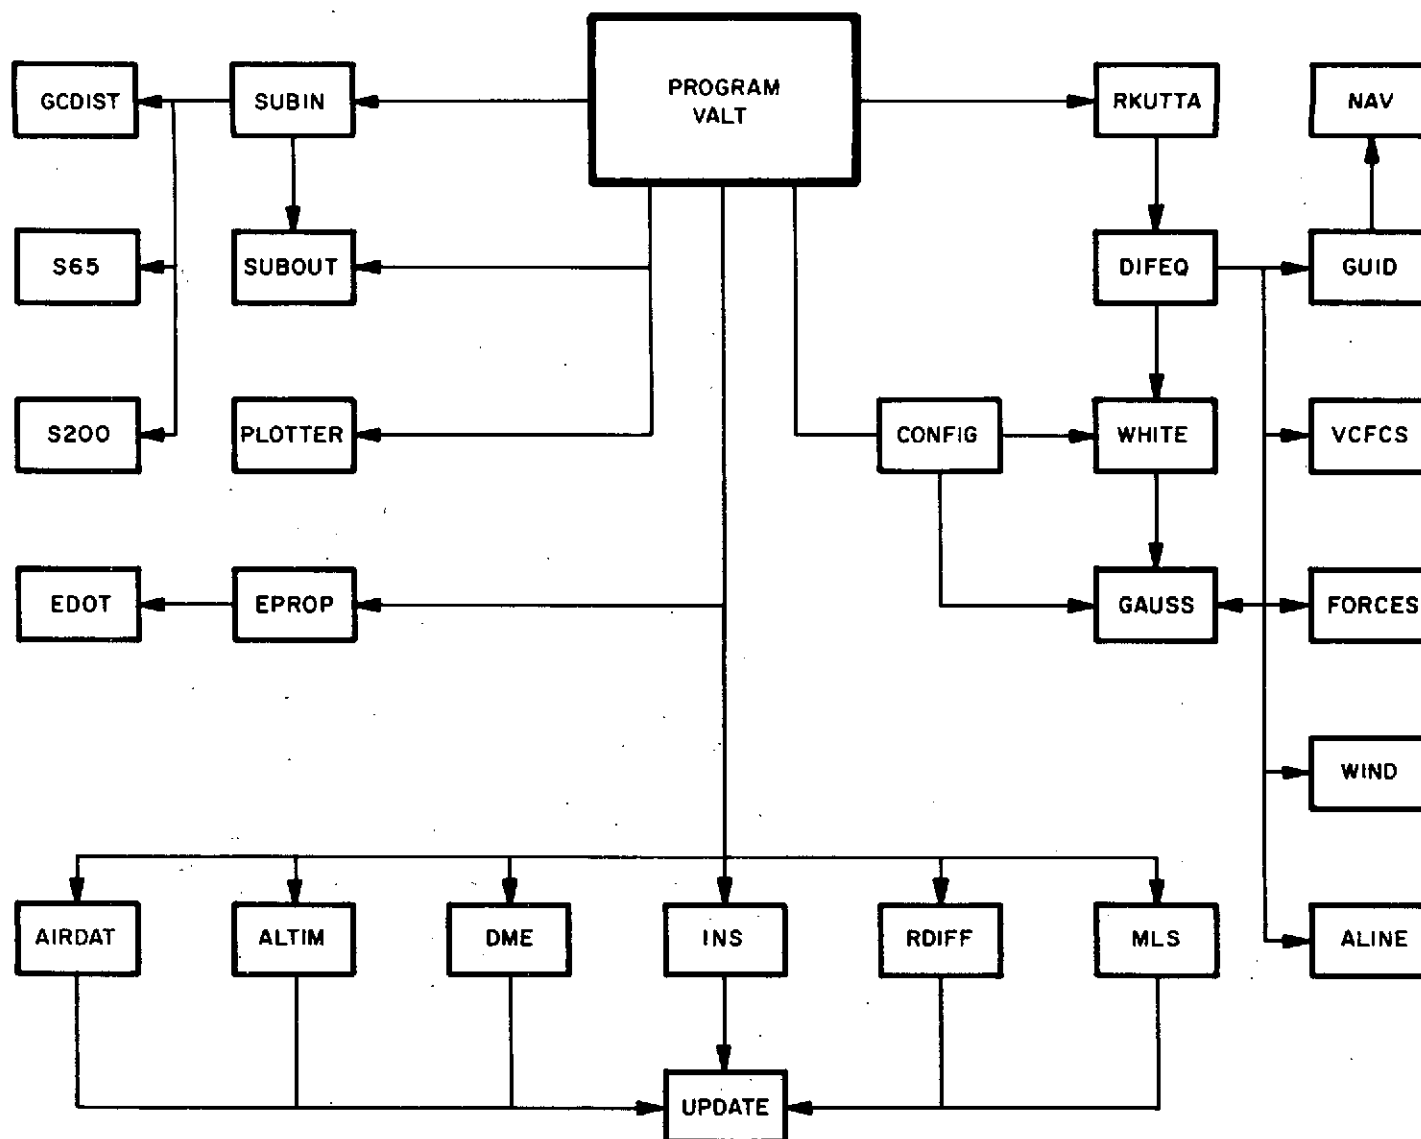 PROGRAM
VALT
GCDIST
SUBIN
RKUTTA
NAV
S65
SUBOUT
DIFEQ
GUID
S200
PLOTTER
CONFIG
WHITE
VCFCS
EDOT
EPROP
GAUSS
FORCES
WIND
AIRDAT
ALTIM
DME
INS
RDIFF
MLS
ALINE
UPDATE